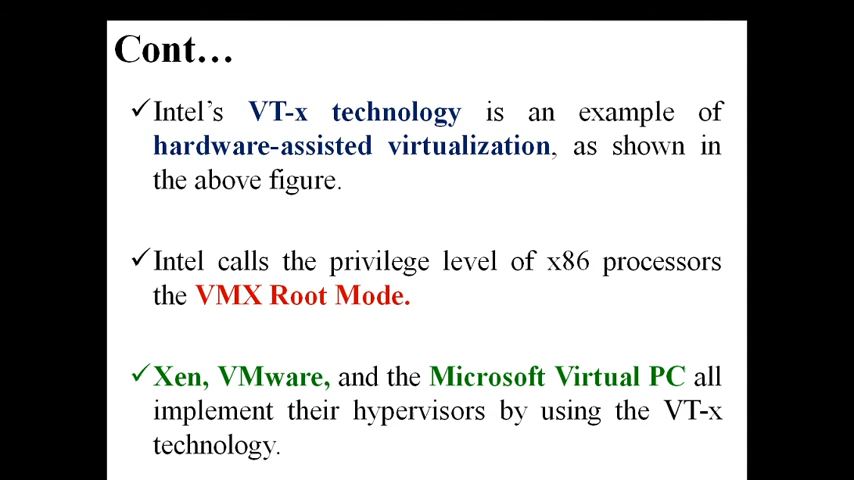 Cont…
✓Intel's VT-x technology is an example of
hardware-assisted virtualization, as shown in
the above figure.
✓Intel calls the privilege level of x86 processors
the VMX Root Mode.
✓Xen, VMware, and the Microsoft Virtual PC all
implement their hypervisors by using the VT-x
technology.